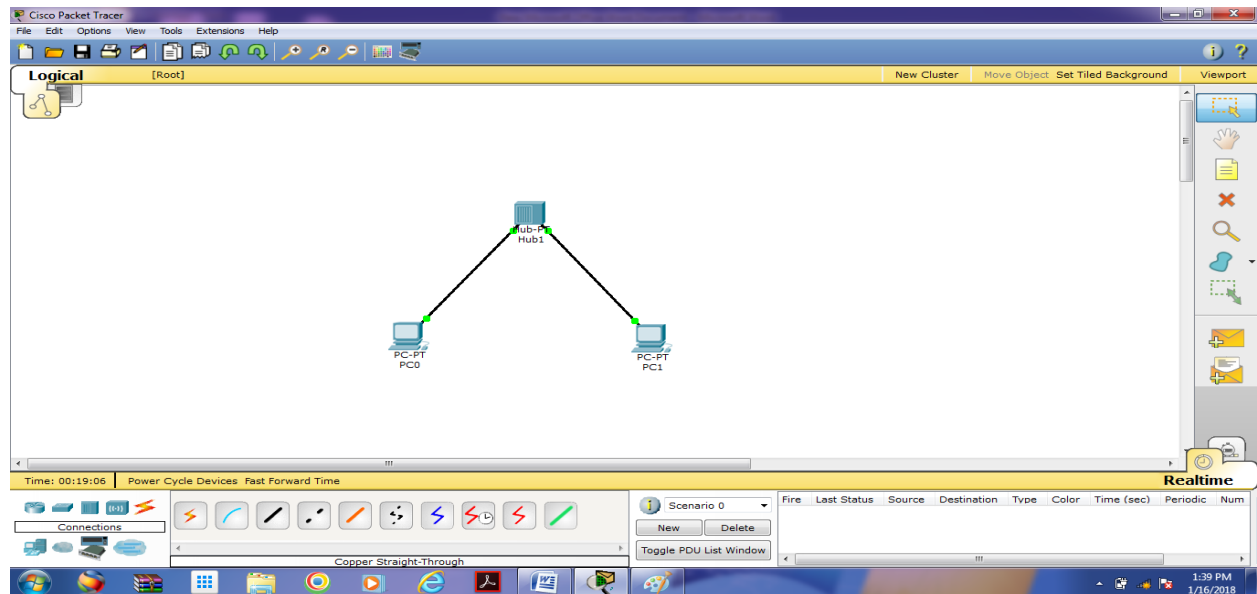 Cisco Packet Tracer
File Edit Options View Tools Extensions Help
Logical [Root] New Cluster Move Object Set Tiled Background Viewport
Hub-PT
Hub1
PC-PT
PC0
PC-PT
PC1
Time: 00:19:06 Power Cycle Devices Fast Forward Time Realtime
Connections
Copper Straight-Through
Scenario 0
New Delete
Toggle PDU List Window
Fire Last Status Source Destination Type Color Time (sec) Periodic Num
1:39 PM
1/16/2018